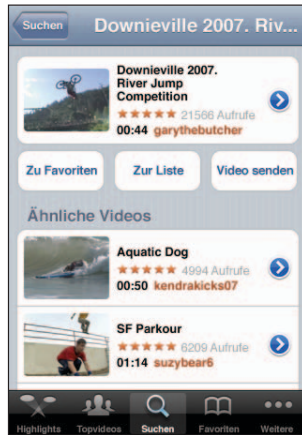 Suchen
Downieville 2007. Riv...
Downieville 2007.
River Jump
Competition
21566 Aufrufe
00:44 garythebutcher
Zu Favoriten
Zur Liste
Video senden
Ähnliche Videos
Aquatic Dog
4994 Aufrufe
00:50 kendrakicks07
SF Parkour
6209 Aufrufe
01:14 suzybear6
Highlights
Topvideos
Suchen
Favoriten
Weitere